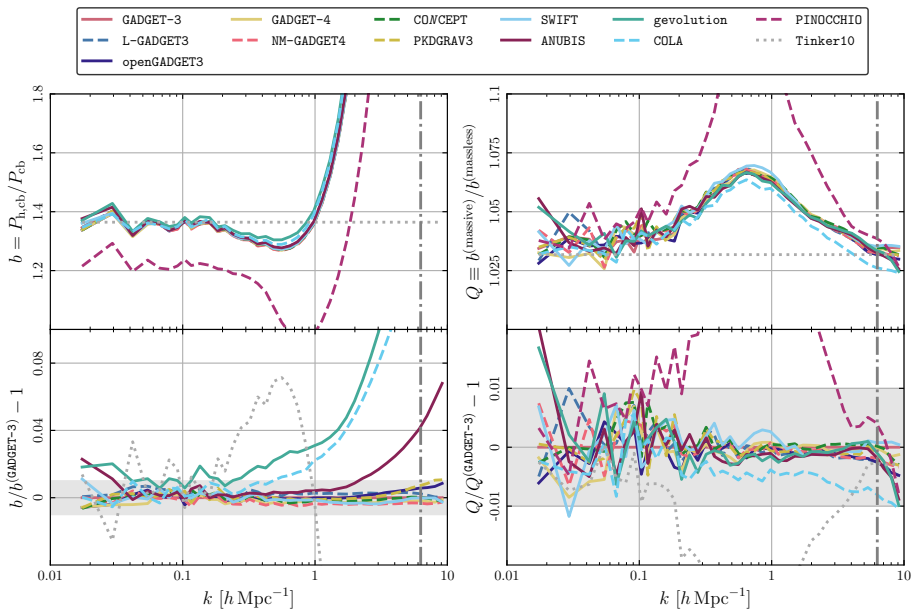 GADGET-3 GADGET-4 CONCEPT SWIFT gevolution PINOCCHIO
L-GADGET3 NM-GADGET4 PKDGRAV3 ANUBIS COLA Tinker10
openGADGET3
1.8
1.6
1.4
1.2
b = P_{h,cb}/P_{cb}
1.1
1.075
1.05
1.025
Q ≡ b^{(massive)}/b^{(massless)}
0.08
0.04
0
b/b^{(GADGET-3)} − 1
0.01
0
-0.01
Q/Q^{(GADGET-3)} − 1
0.01 0.1 1 10
0.01 0.1 1 10
k [h Mpc^{−1}]
k [h Mpc^{−1}]